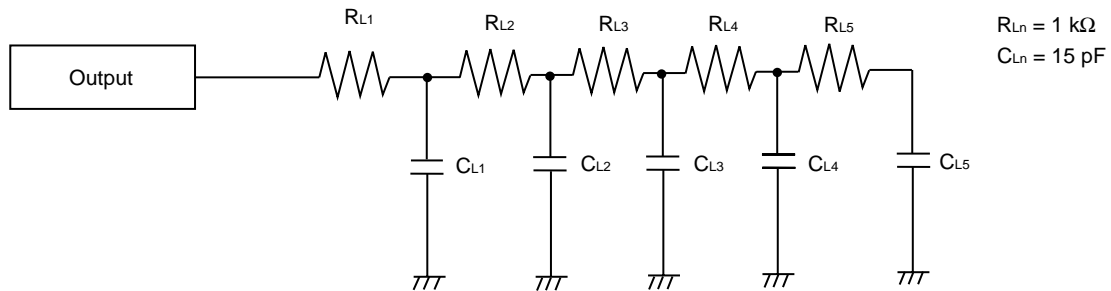 Output
RL1
RL2
RL3
RL4
RL5
RLn = 1 kΩ
CLn = 15 pF
CL1
CL2
CL3
CL4
CL5